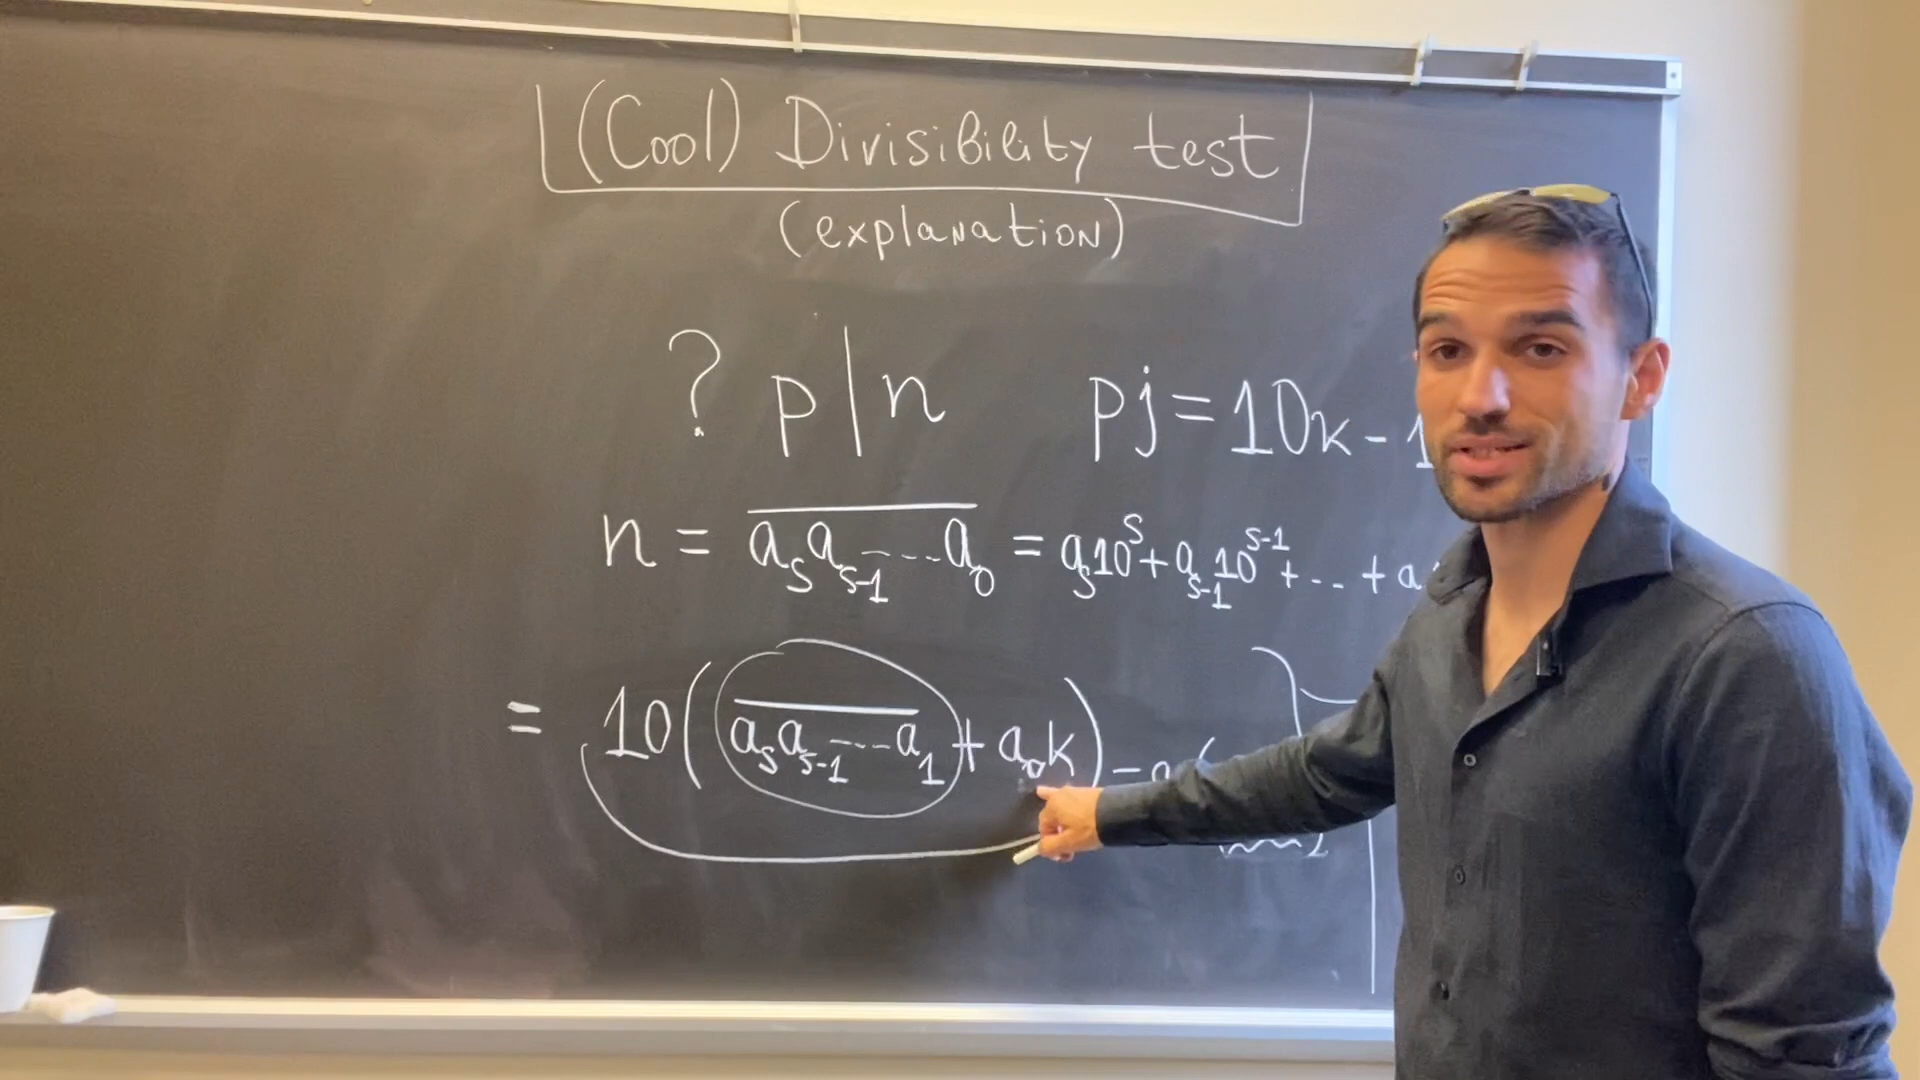 (Cool) Divisibility test
(explanation)
? p | n pj = 10k - 1
n = a_s a_{s-1} --- a_0 = a_s 10^s + a_{s-1} 10^{s-1} + -- + a
= 10( a_s a_{s-1} --- a_1 + a_0 k ) - a (